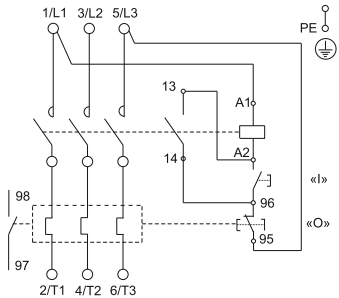 1/L1 3/L2 5/L3
PE
13
A1
14
A2
«I»
98
96
«O»
95
97
2/T1 4/T2 6/T3